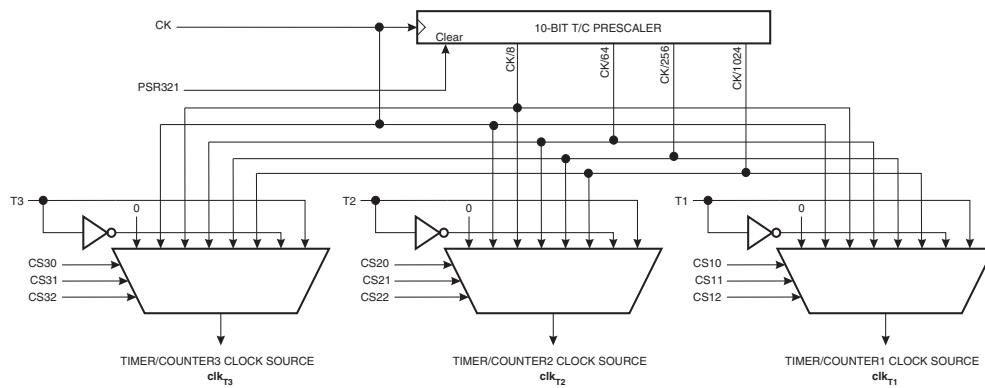 CK
10-BIT T/C PRESCALER
Clear
CK/8
CK/64
CK/256
CK/1024
PSR321
T3
0
T2
0
T1
0
CS30
CS31
CS32
CS20
CS21
CS22
CS10
CS11
CS12
TIMER/COUNTER3 CLOCK SOURCE
clkT3
TIMER/COUNTER2 CLOCK SOURCE
clkT2
TIMER/COUNTER1 CLOCK SOURCE
clkT1